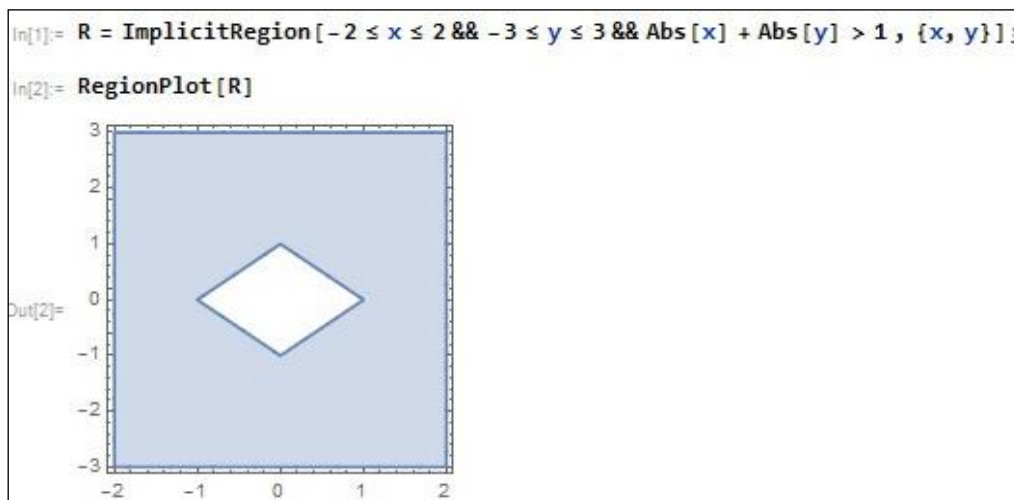 In[1]:= R = ImplicitRegion[-2 ≤ x ≤ 2 && -3 ≤ y ≤ 3 && Abs[x] + Abs[y] > 1 , {x, y}];
In[2]:= RegionPlot[R]
3
2
1
Out[2]= 0
-1
-2
-3
-2 -1 0 1 2